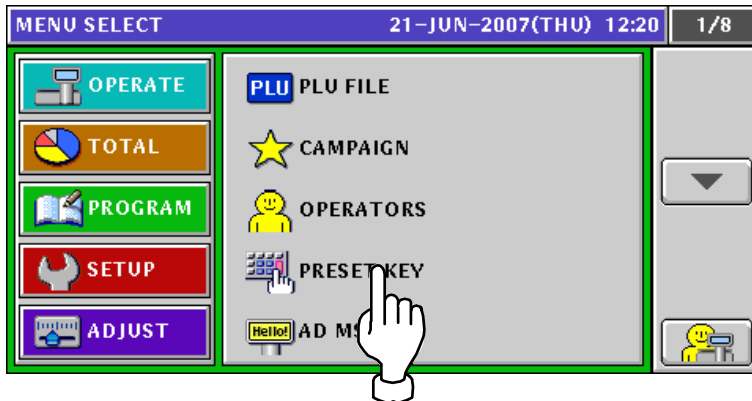 MENU SELECT 21-JUN-2007(THU) 12:20 1/8
OPERATE
TOTAL
PROGRAM
SETUP
ADJUST
PLU PLU FILE
CAMPAIGN
OPERATORS
PRESET KEY
Hello! AD